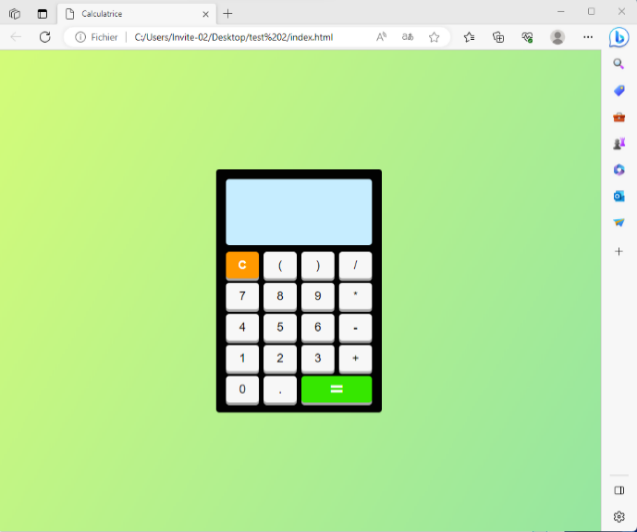 Calculatrice
Fichier | C:/Users/Invite-02/Desktop/test%202/index.html
C ( ) /
7 8 9 *
4 5 6 -
1 2 3 +
0 . =